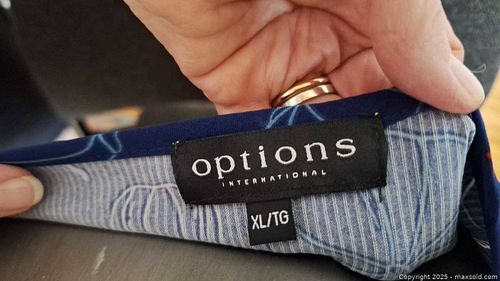 options
INTERNATIONAL
XL/TG
Copyright © 2025 - maxsold.com